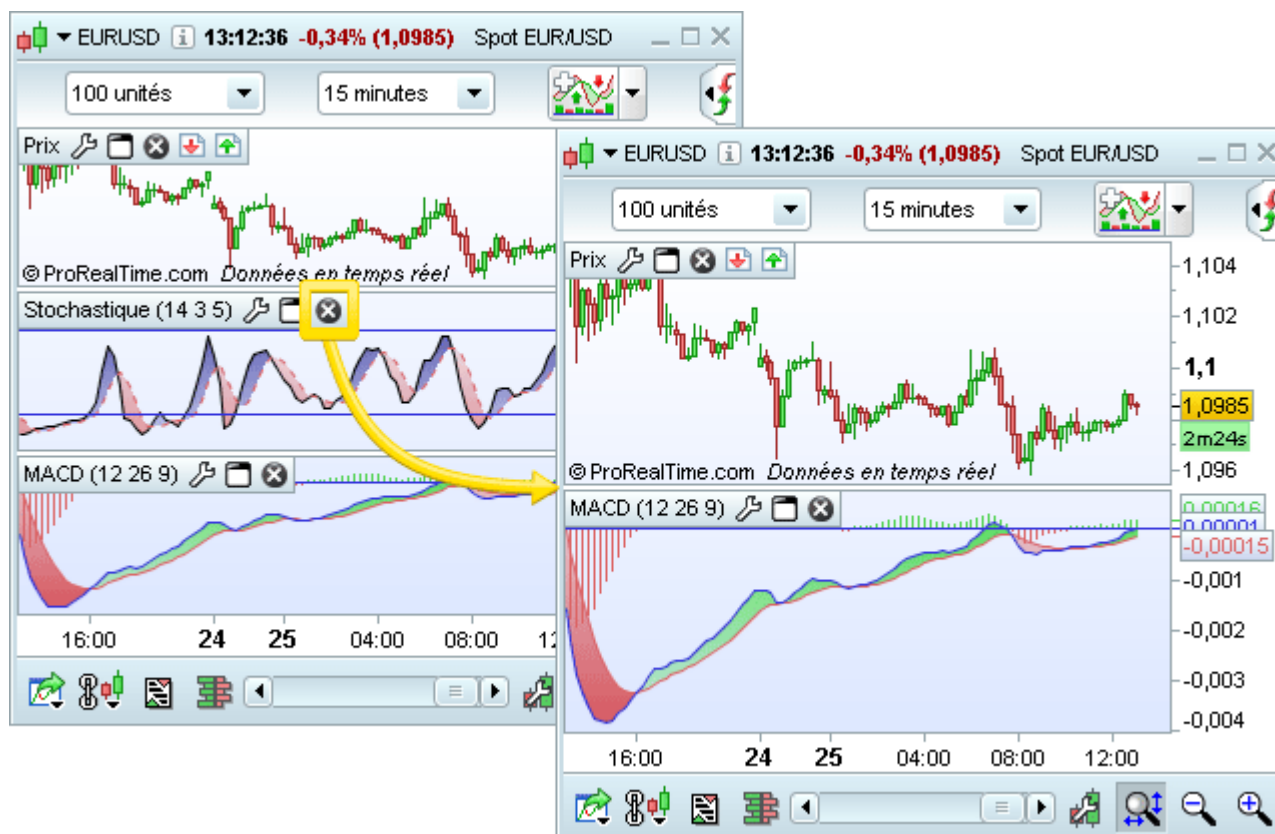 EURUSD 13:12:36 -0,34% (1,0985) Spot EUR/USD
100 unités 15 minutes
Prix
© ProRealTime.com Données en temps réel
Stochastique (14 3 5)
MACD (12 26 9)
16:00 24 25 04:00 08:00
EURUSD 13:12:36 -0,34% (1,0985) Spot EUR/USD
100 unités 15 minutes
Prix
1,104
1,102
1,1
1,0985
2m24s
1,096
© ProRealTime.com Données en temps réel
MACD (12 26 9)
0,00016
0,00001
-0,00015
-0,001
-0,002
-0,003
-0,004
16:00 24 25 04:00 08:00 12:00